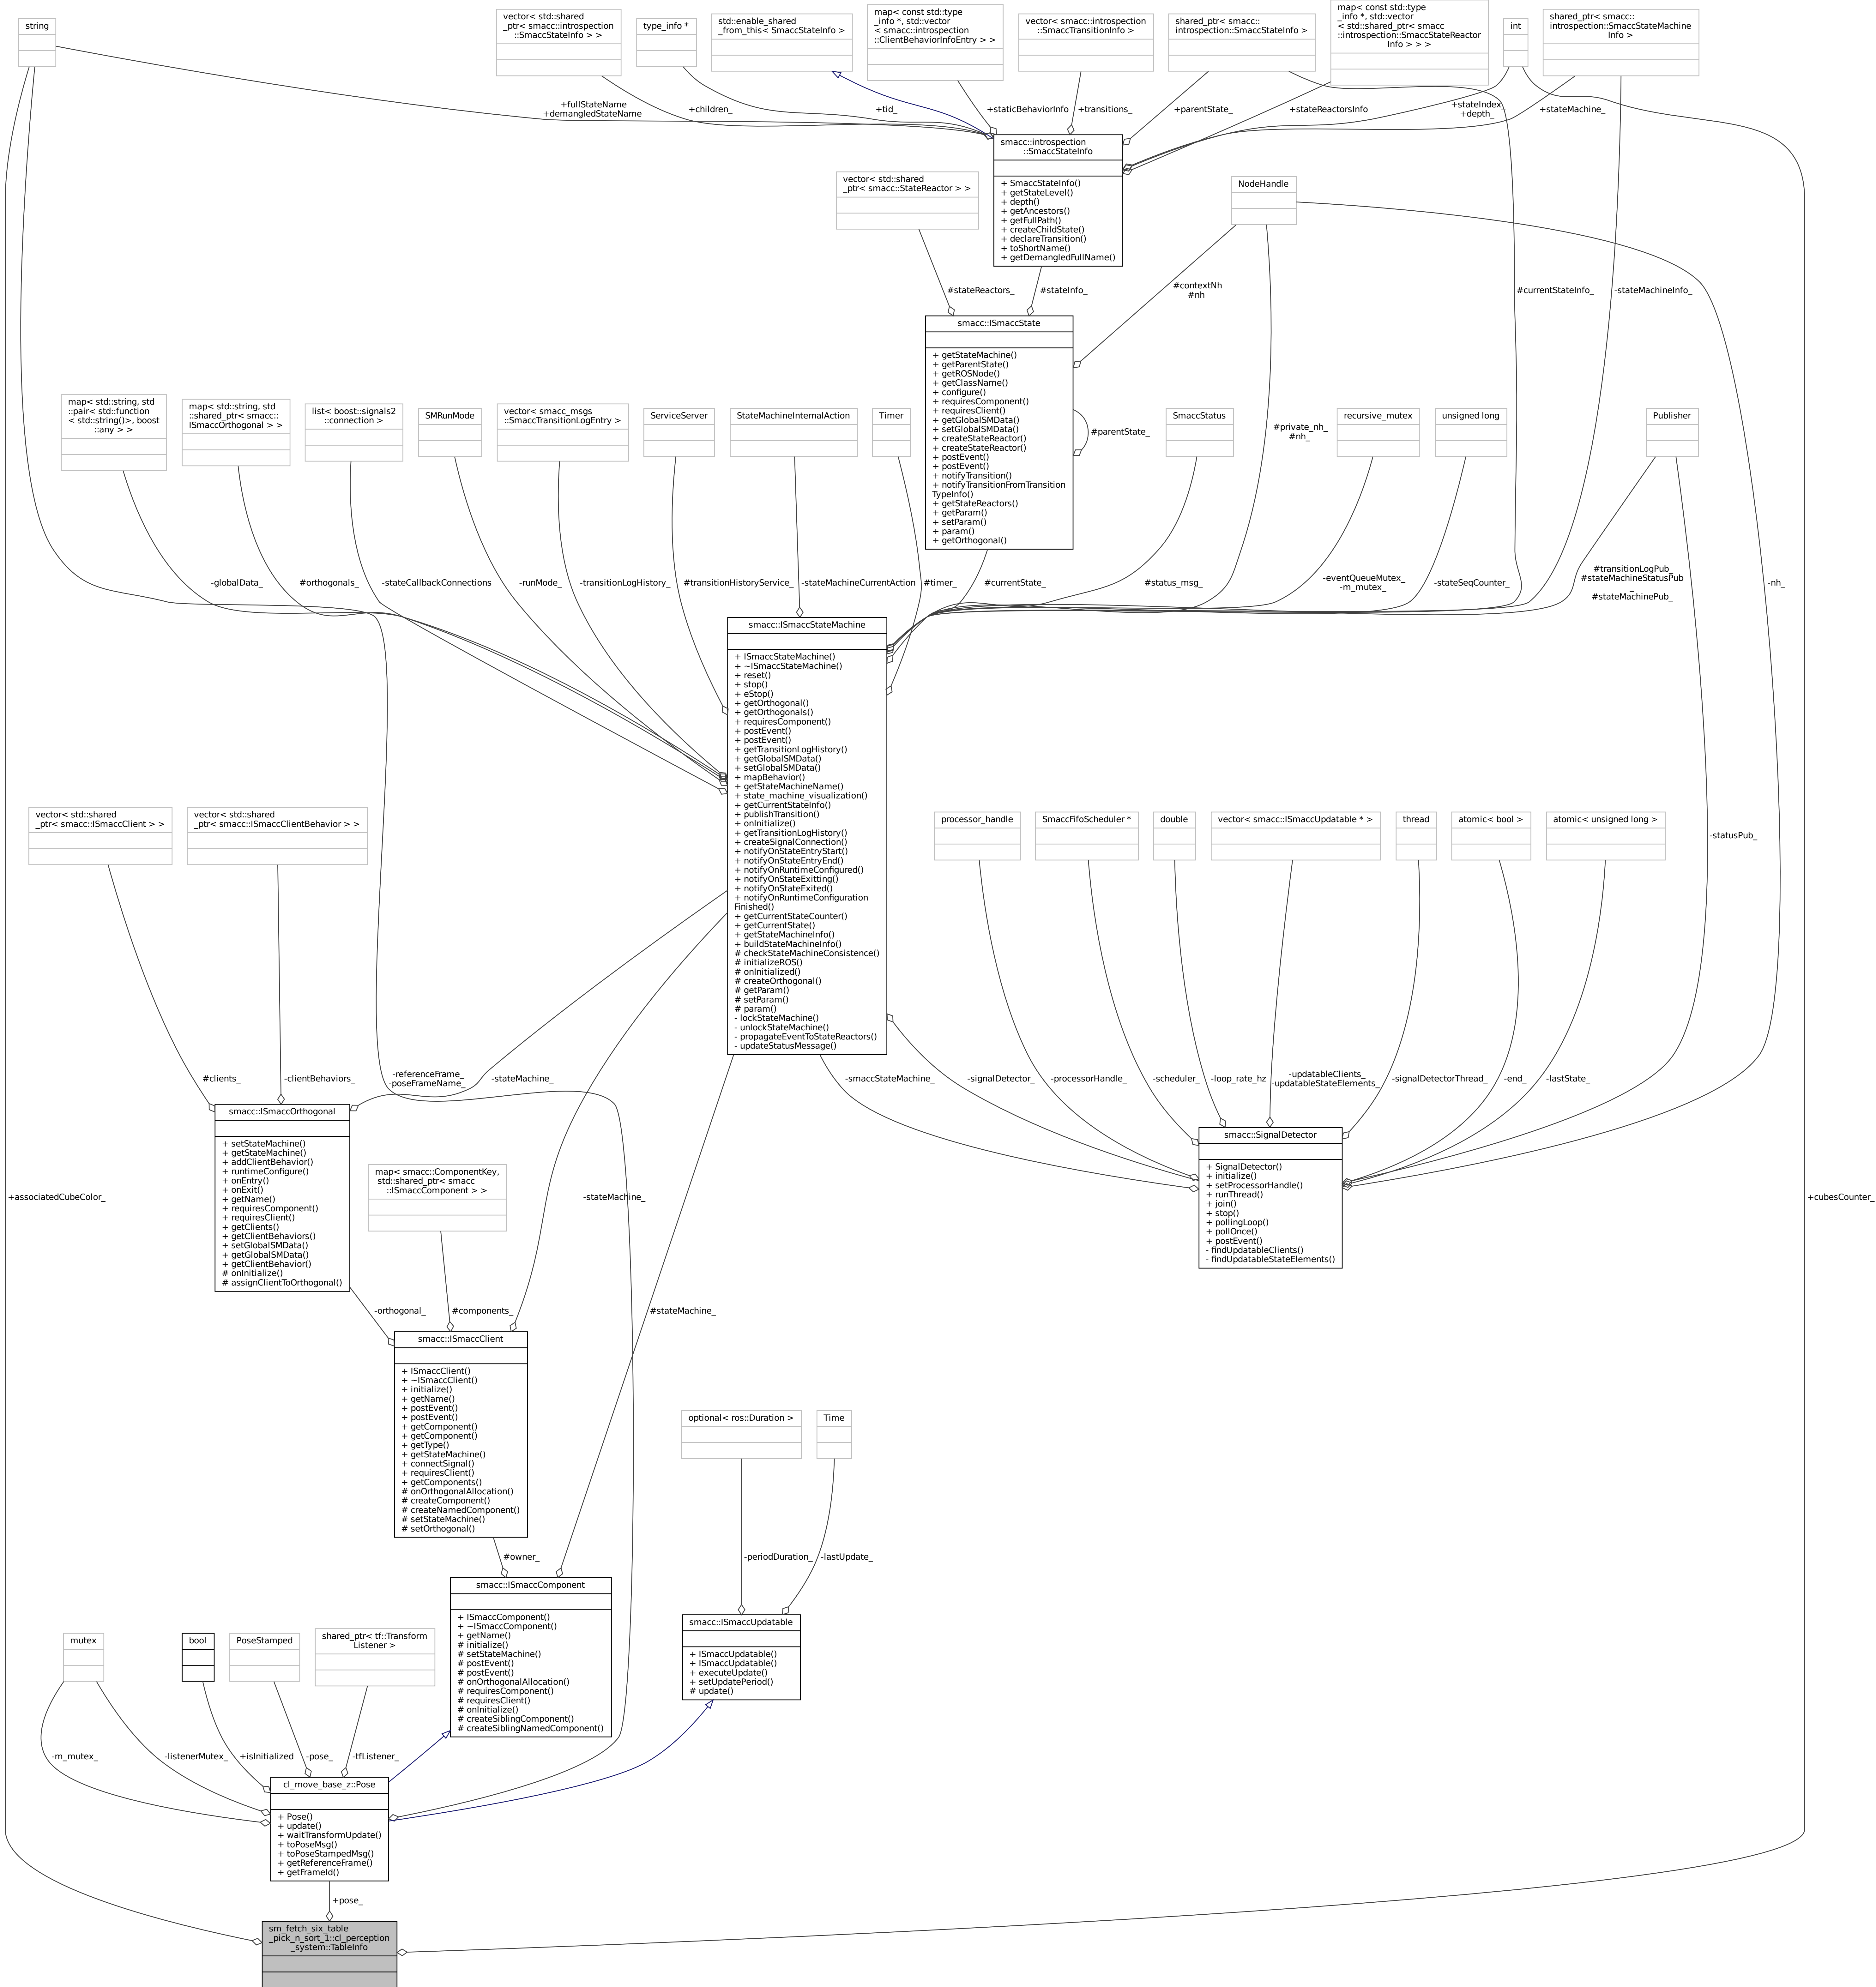 string
vector< std::shared
_ptr< smacc::introspection
::SmaccStateInfo > >
type_info *
std::enable_shared
_from_this< SmaccStateInfo >
map< const std::type
_info *, std::vector
< smacc::introspection
::ClientBehaviorInfoEntry > >
vector< smacc::introspection
::SmaccTransitionInfo >
shared_ptr< smacc::
introspection::SmaccStateInfo >
map< const std::type
_info *, std::vector
< std::shared_ptr< smacc
::introspection::SmaccStateReactor
Info > > >
int
shared_ptr< smacc::
introspection::SmaccStateMachine
Info >
+fullStateName
+demangledStateName
+children_
+tid_
+staticBehaviorInfo
+transitions_
+parentState_
+stateReactorsInfo
+stateIndex_
+depth_
+stateMachine_
smacc::introspection
::SmaccStateInfo
+ SmaccStateInfo()
+ getStateLevel()
+ depth()
+ getAncestors()
+ getFullPath()
+ createChildState()
+ declareTransition()
+ toShortName()
+ getDemangledFullName()
vector< std::shared
_ptr< smacc::StateReactor > >
NodeHandle
#stateReactors_
#stateInfo_
#contextNh
#nh
#currentStateInfo_
-stateMachineInfo_
smacc::ISmaccState
+ getStateMachine()
+ getParentState()
+ getROSNode()
+ getClassName()
+ configure()
+ requiresComponent()
+ requiresClient()
+ getGlobalSMData()
+ setGlobalSMData()
+ createStateReactor()
+ createStateReactor()
+ postEvent()
+ postEvent()
+ notifyTransition()
+ notifyTransitionFromTransition
TypeInfo()
+ getStateReactors()
+ getParam()
+ setParam()
+ param()
+ getOrthogonal()
#parentState_
#private_nh_
#nh_
map< std::string, std
::pair< std::function
< std::string()>, boost
::any > >
map< std::string, std
::shared_ptr< smacc::
ISmaccOrthogonal > >
list< boost::signals2
::connection >
SMRunMode
vector< smacc_msgs
::SmaccTransitionLogEntry >
ServiceServer
StateMachineInternalAction
Timer
SmaccStatus
recursive_mutex
unsigned long
Publisher
-globalData_
#orthogonals_
-stateCallbackConnections
-runMode_
-transitionLogHistory_
#transitionHistoryService_
-stateMachineCurrentAction
#timer_
#currentState_
#status_msg_
-eventQueueMutex_
-m_mutex_
-stateSeqCounter_
#transitionLogPub_
#stateMachineStatusPub
_
#stateMachinePub_
-nh_
smacc::ISmaccStateMachine
+ ISmaccStateMachine()
+ ~ISmaccStateMachine()
+ reset()
+ stop()
+ eStop()
+ getOrthogonal()
+ getOrthogonals()
+ requiresComponent()
+ postEvent()
+ postEvent()
+ getTransitionLogHistory()
+ getGlobalSMData()
+ setGlobalSMData()
+ mapBehavior()
+ getStateMachineName()
+ state_machine_visualization()
+ getCurrentStateInfo()
+ publishTransition()
+ onInitialize()
+ getTransitionLogHistory()
+ createSignalConnection()
+ notifyOnStateEntryStart()
+ notifyOnStateEntryEnd()
+ notifyOnRuntimeConfigured()
+ notifyOnStateExitting()
+ notifyOnStateExited()
+ notifyOnRuntimeConfiguration
Finished()
+ getCurrentStateCounter()
+ getCurrentState()
+ getStateMachineInfo()
+ buildStateMachineInfo()
# checkStateMachineConsistence()
# initializeROS()
# onInitialized()
# createOrthogonal()
# getParam()
# setParam()
# param()
- lockStateMachine()
- unlockStateMachine()
- propagateEventToStateReactors()
- updateStatusMessage()
vector< std::shared
_ptr< smacc::ISmaccClient > >
vector< std::shared
_ptr< smacc::ISmaccClientBehavior > >
processor_handle
SmaccFifoScheduler *
double
vector< smacc::ISmaccUpdatable * >
thread
atomic< bool >
atomic< unsigned long >
-statusPub_
#clients_
-clientBehaviors_
-referenceFrame_
-poseFrameName_
-stateMachine_
-smaccStateMachine_
-signalDetector_
-processorHandle_
-scheduler_
-loop_rate_hz
-updatableClients_
-updatableStateElements_
-signalDetectorThread_
-end_
-lastState_
smacc::ISmaccOrthogonal
+ setStateMachine()
+ getStateMachine()
+ addClientBehavior()
+ runtimeConfigure()
+ onEntry()
+ onExit()
+ getName()
+ requiresComponent()
+ requiresClient()
+ getClients()
+ getClientBehaviors()
+ setGlobalSMData()
+ getGlobalSMData()
+ getClientBehavior()
# onInitialize()
# assignClientToOrthogonal()
smacc::SignalDetector
+ SignalDetector()
+ initialize()
+ setProcessorHandle()
+ runThread()
+ join()
+ stop()
+ pollingLoop()
+ pollOnce()
+ postEvent()
- findUpdatableClients()
- findUpdatableStateElements()
map< smacc::ComponentKey,
std::shared_ptr< smacc
::ISmaccComponent > >
+associatedCubeColor_
-stateMachine_
+cubesCounter_
-orthogonal_
#components_
#stateMachine_
smacc::ISmaccClient
+ ISmaccClient()
+ ~ISmaccClient()
+ initialize()
+ getName()
+ postEvent()
+ postEvent()
+ getComponent()
+ getComponent()
+ getType()
+ getStateMachine()
+ connectSignal()
+ requiresClient()
+ getComponents()
# onOrthogonalAllocation()
# createComponent()
# createNamedComponent()
# setStateMachine()
# setOrthogonal()
optional< ros::Duration >
Time
#owner_
-periodDuration_
-lastUpdate_
smacc::ISmaccComponent
+ ISmaccComponent()
+ ~ISmaccComponent()
+ getName()
# initialize()
# setStateMachine()
# postEvent()
# postEvent()
# onOrthogonalAllocation()
# requiresComponent()
# requiresClient()
# onInitialize()
# createSiblingComponent()
# createSiblingNamedComponent()
smacc::ISmaccUpdatable
+ ISmaccUpdatable()
+ ISmaccUpdatable()
+ executeUpdate()
+ setUpdatePeriod()
# update()
mutex
bool
PoseStamped
shared_ptr< tf::Transform
Listener >
-m_mutex_
-listenerMutex_
+isInitialized
-pose_
-tfListener_
cl_move_base_z::Pose
+ Pose()
+ update()
+ waitTransformUpdate()
+ toPoseMsg()
+ toPoseStampedMsg()
+ getReferenceFrame()
+ getFrameId()
+pose_
sm_fetch_six_table
_pick_n_sort_1::cl_perception
_system::TableInfo